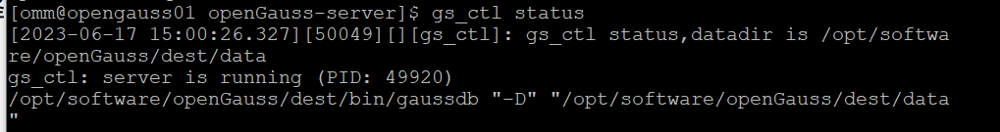 [omm@opengauss01 openGauss-server]$ gs_ctl status
[2023-06-17 15:00:26.327][50049][][gs_ctl]: gs_ctl status,datadir is /opt/softwa
re/openGauss/dest/data
gs_ctl: server is running (PID: 49920)
/opt/software/openGauss/dest/bin/gaussdb "-D" "/opt/software/openGauss/dest/data
"